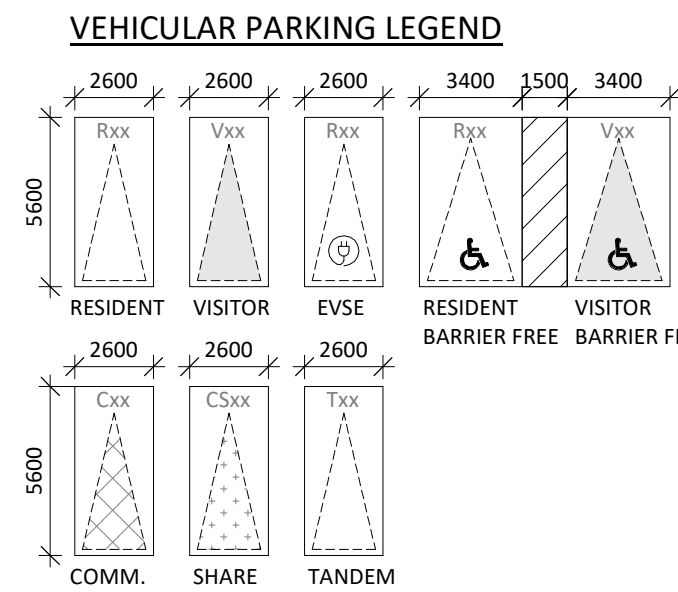 VEHICULAR PARKING LEGEND
2600 2600 2600 3400 1500 3400
Rxx Vxx Rxx Rxx Vxx
5600
RESIDENT VISITOR EVSE RESIDENT VISITOR
BARRIER FREE BARRIER
2600 2600 2600
Cxx CSxx Txx
5600
COMM. SHARE TANDEM